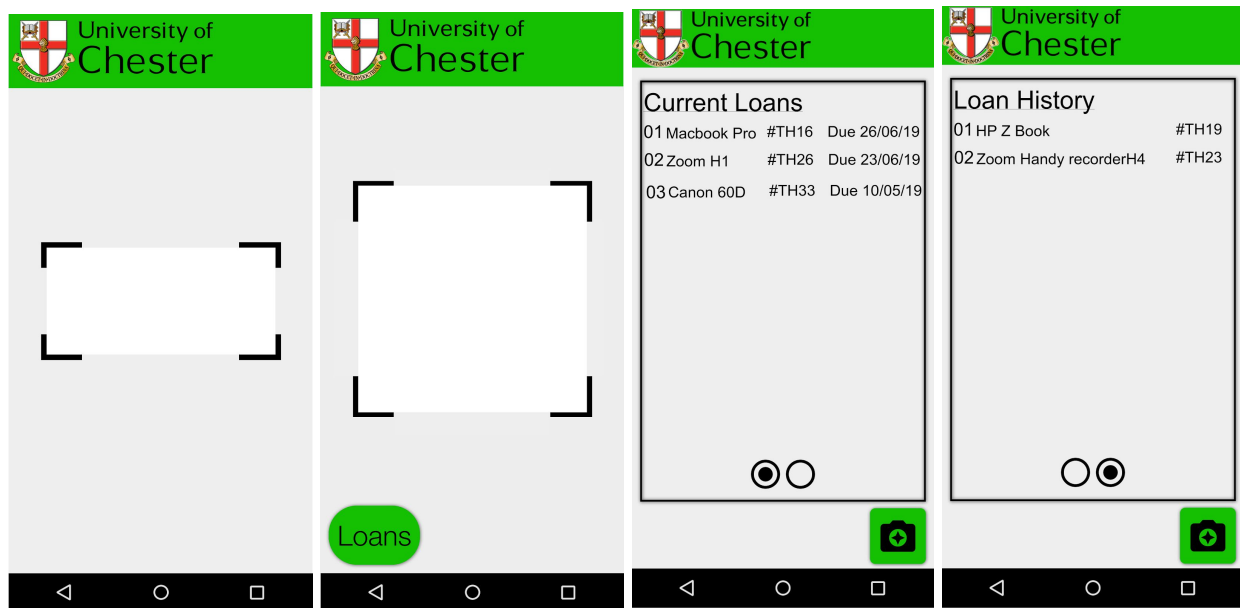 University of
Chester
University of
Chester
Loans
University of
Chester
Current Loans
01 Macbook Pro #TH16 Due 26/06/19
02 Zoom H1 #TH26 Due 23/06/19
03 Canon 60D #TH33 Due 10/05/19
University of
Chester
Loan History
01 HP Z Book #TH19
02 Zoom Handy recorderH4 #TH23